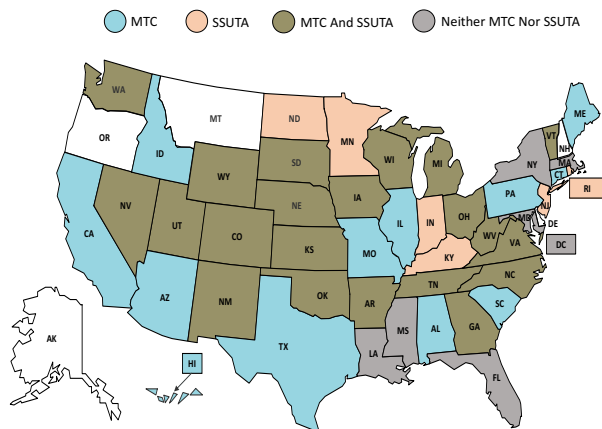 MTC SSUTA MTC And SSUTA Neither MTC Nor SSUTA
WA
MT
ND
MN
ME
VT
NH
OR
ID
SD
WI
MI
NY
MA
CT
RI
WY
IA
PA
NJ
NE
NV
UT
CO
IL
IN
OH
WV
MD
DE
DC
CA
KS
MO
KY
VA
AZ
NM
OK
AR
TN
NC
SC
MS
AL
GA
TX
LA
FL
AK
HI